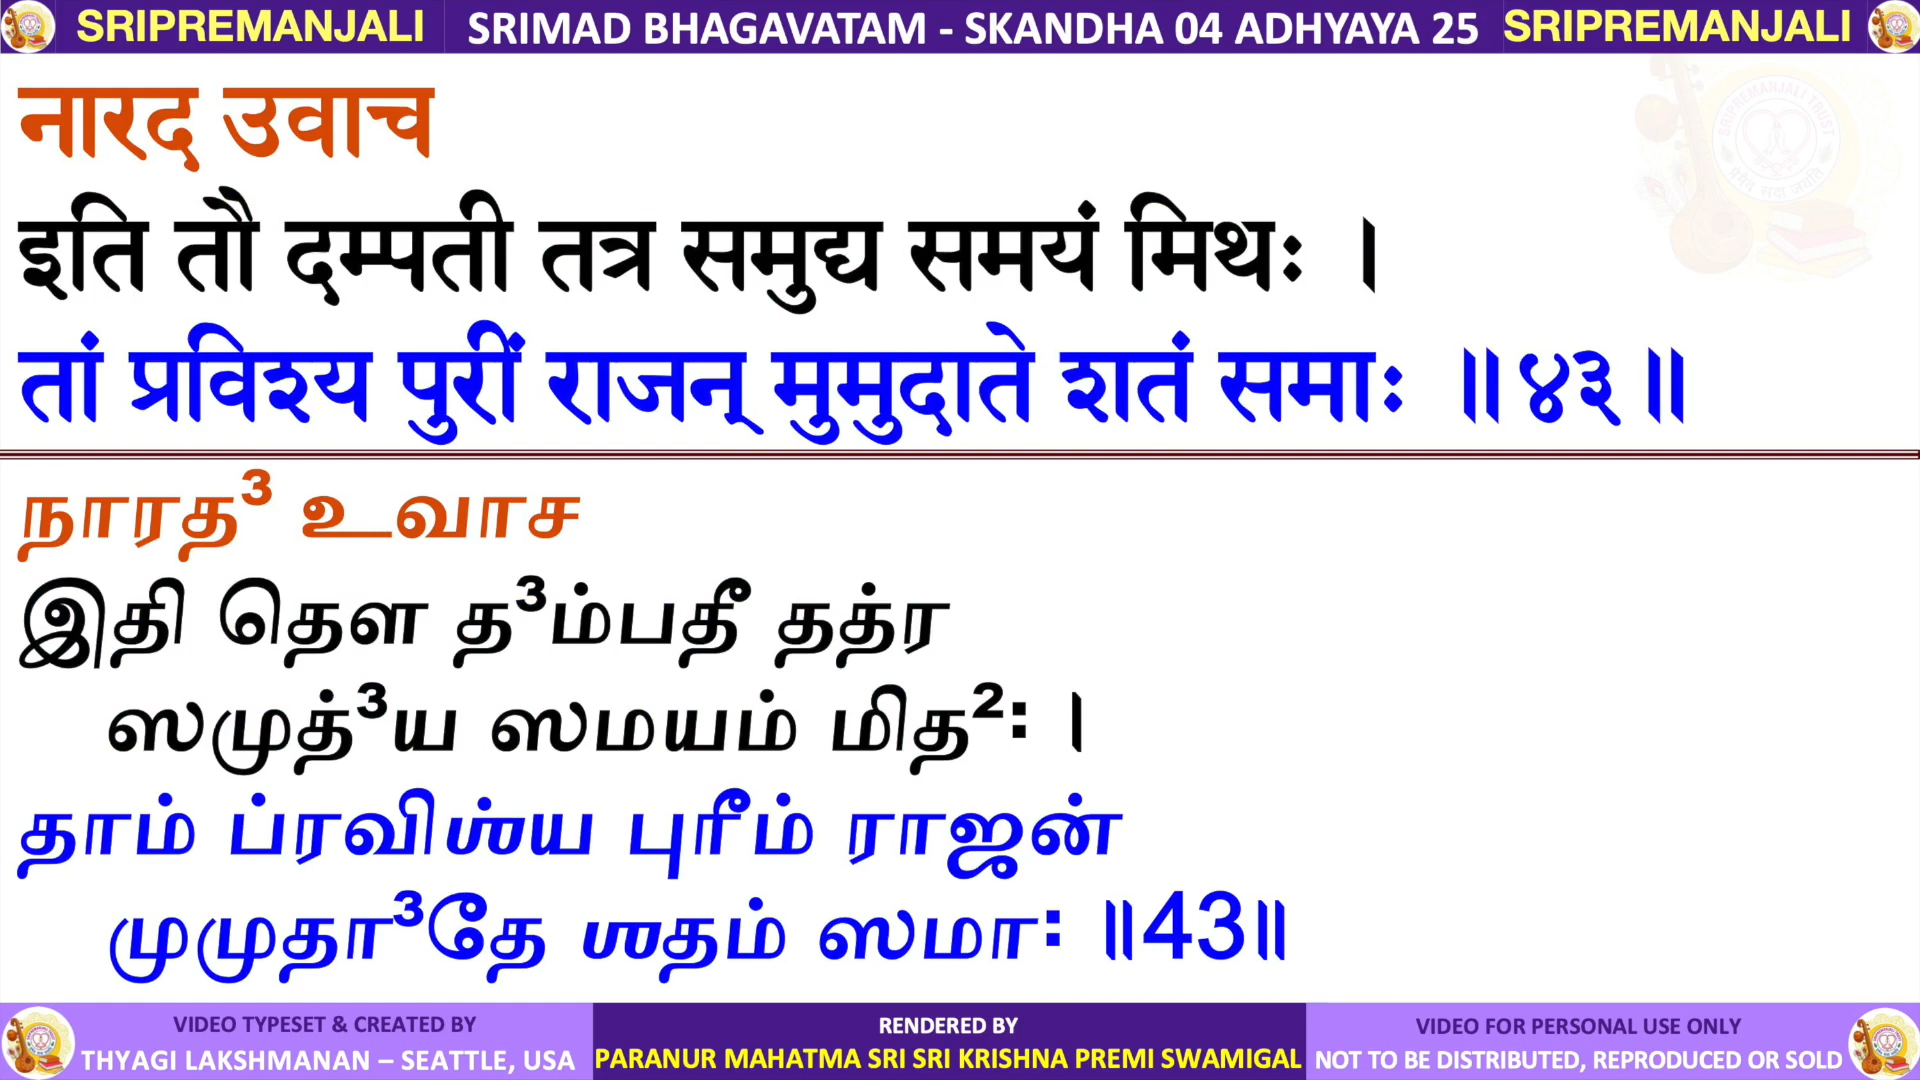 SRIPREMANJALI SRIMAD BHAGAVATAM - SKANDHA 04 ADHYAYA 25 SRIPREMANJALI
नारद उवाच
इति तौ दम्पती तत्र समुद्य समयं मिथः ।
तां प्रविश्य पुरीं राजन् मुमुदाते शतं समाः ॥४३॥
நாரத³ உவாச
இதி தௌ த³ம்பதீ தத்ர
ஸமுத்³ய ஸமயம் மித²: ।
தாம் ப்ரவிஶ்ய புரீம் ராஜன்
முமுதா³தே ஶதம் ஸமா: ॥43॥
VIDEO TYPESET & CREATED BY
THYAGI LAKSHMANAN – SEATTLE, USA
RENDERED BY
PARANUR MAHATMA SRI SRI KRISHNA PREMI SWAMIGAL
VIDEO FOR PERSONAL USE ONLY
NOT TO BE DISTRIBUTED, REPRODUCED OR SOLD